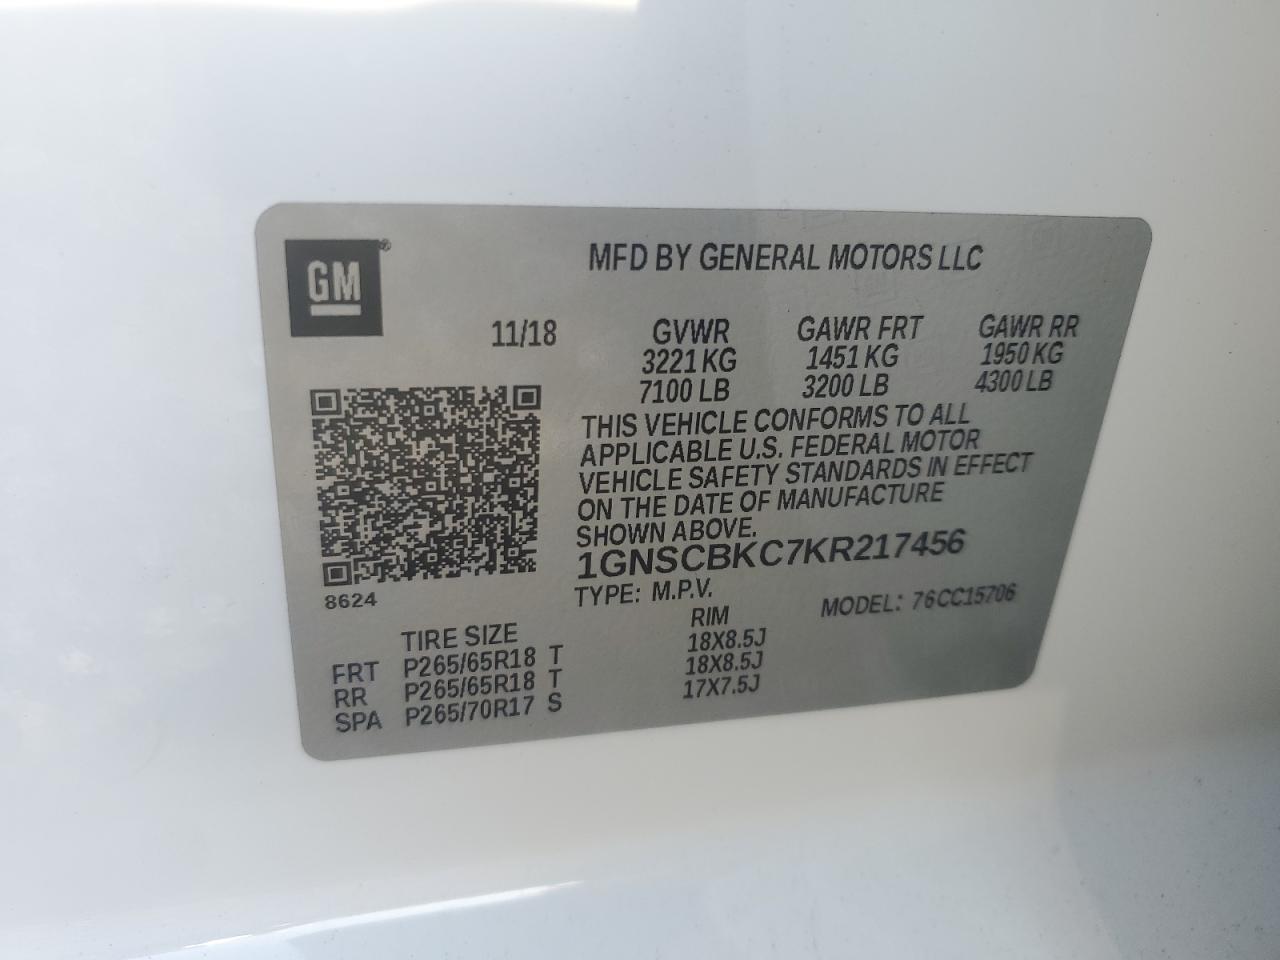 GM®
MFD BY GENERAL MOTORS LLC
11/18 GVWR GAWR FRT GAWR RR
3221 KG 1451 KG 1950 KG
7100 LB 3200 LB 4300 LB
THIS VEHICLE CONFORMS TO ALL
APPLICABLE U.S. FEDERAL MOTOR
VEHICLE SAFETY STANDARDS IN EFFECT
ON THE DATE OF MANUFACTURE
SHOWN ABOVE.
1GNSCBKC7KR217456
8624
TYPE: M.P.V. MODEL: 76CC15706
TIRE SIZE RIM
FRT P265/65R18 T 18X8.5J
RR P265/65R18 T 18X8.5J
SPA P265/70R17 S 17X7.5J